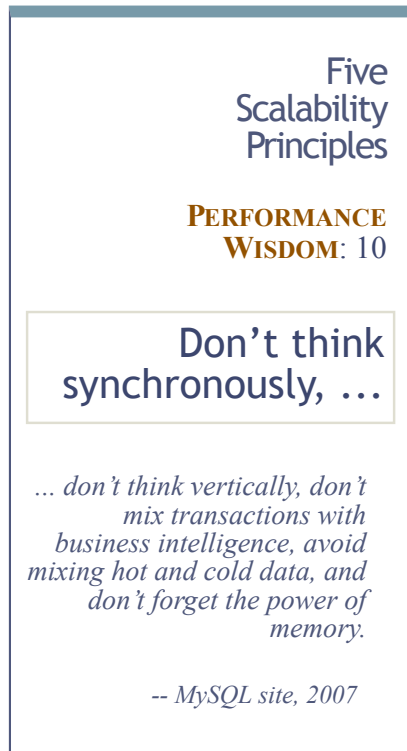 Five
Scalability
Principles
PERFORMANCE
WISDOM: 10
Don’t think
synchronously, ...
... don’t think vertically, don’t
mix transactions with
business intelligence, avoid
mixing hot and cold data, and
don’t forget the power of
memory.
-- MySQL site, 2007